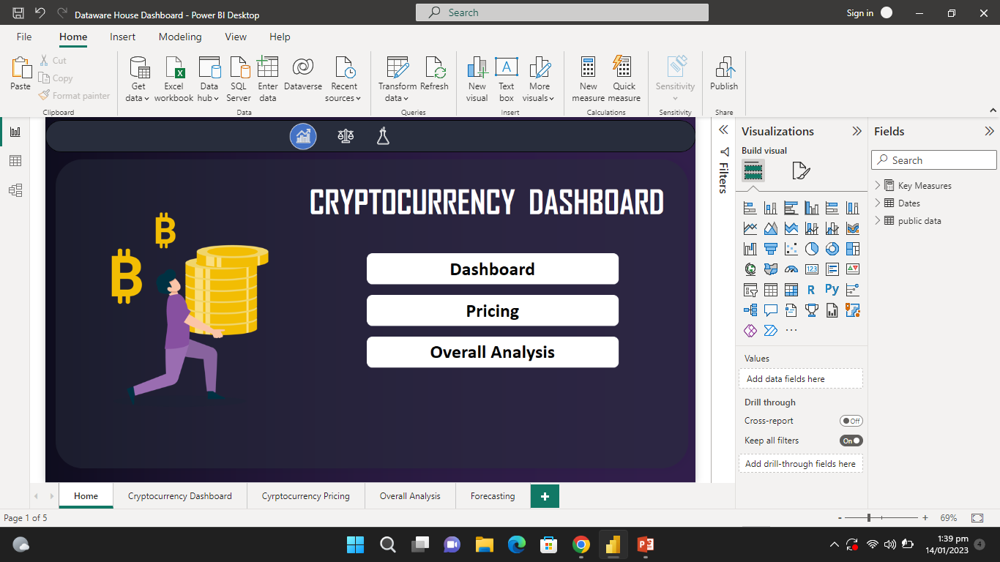 Dataware House Dashboard - Power BI Desktop
Search
Sign in
File Home Insert Modeling View Help
Paste
Cut
Copy
Format painter
Clipboard
Get data
Excel workbook
Data hub
SQL Server
Enter data
Dataverse
Recent sources
Data
Transform data
Refresh
Queries
New visual
Text box
More visuals
Insert
New measure
Quick measure
Calculations
Sensitivity
Sensitivity
Publish
Share
CRYPTOCURRENCY DASHBOARD
Dashboard
Pricing
Overall Analysis
Filters
Visualizations
Build visual
123
R
Py
Values
Add data fields here
Drill through
Cross-report
Off
Keep all filters
On
Add drill-through fields here
Fields
Search
Key Measures
Dates
public data
Home
Cryptocurrency Dashboard
Cyrptocurrency Pricing
Overall Analysis
Forecasting
Page 1 of 5
- + 69%
1:39 pm
14/01/2023
4